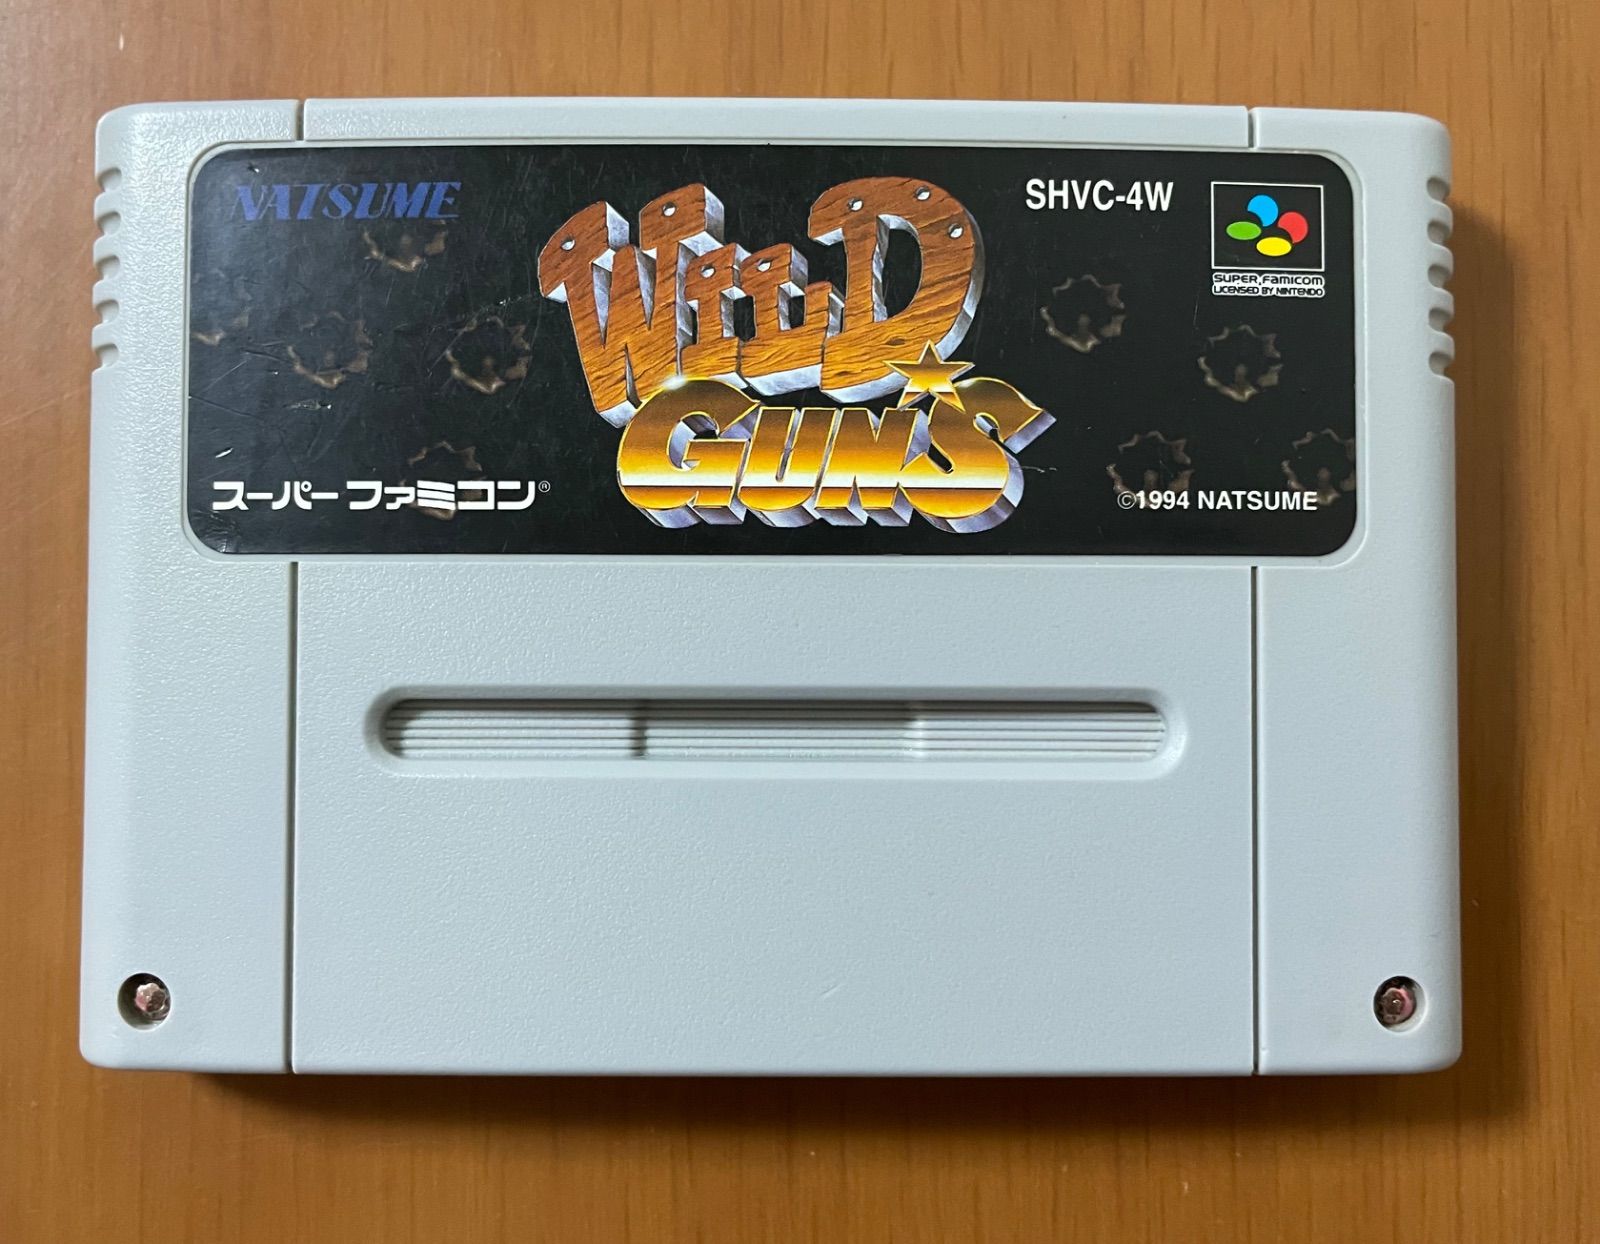 NATSUME
WILD
GUNS
SHVC-4W
SUPER FAMICOM
LICENSED BY NINTENDO
スーパーファミコン®
©1994 NATSUME